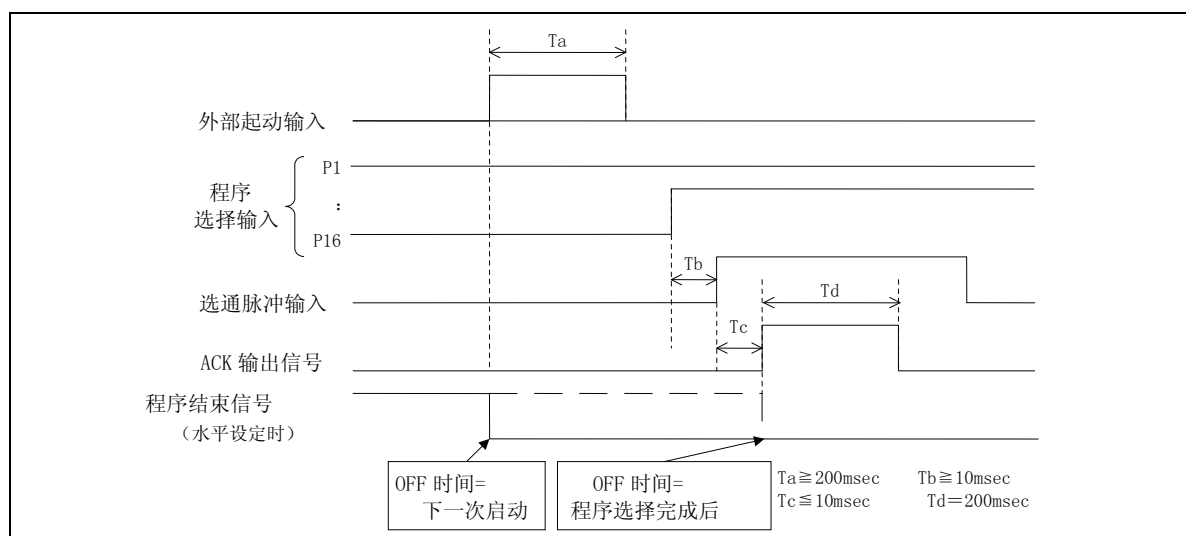 Ta
外部起动输入
P1
程序
:
选择输入
P16
Tb
Td
选通脉冲输入
Tc
ACK 输出信号
程序结束信号
（水平设定时）
OFF 时间=
下一次启动
OFF 时间=
程序选择完成后
Ta≧200msec Tb≧10msec
Tc≦10msec Td＝200msec